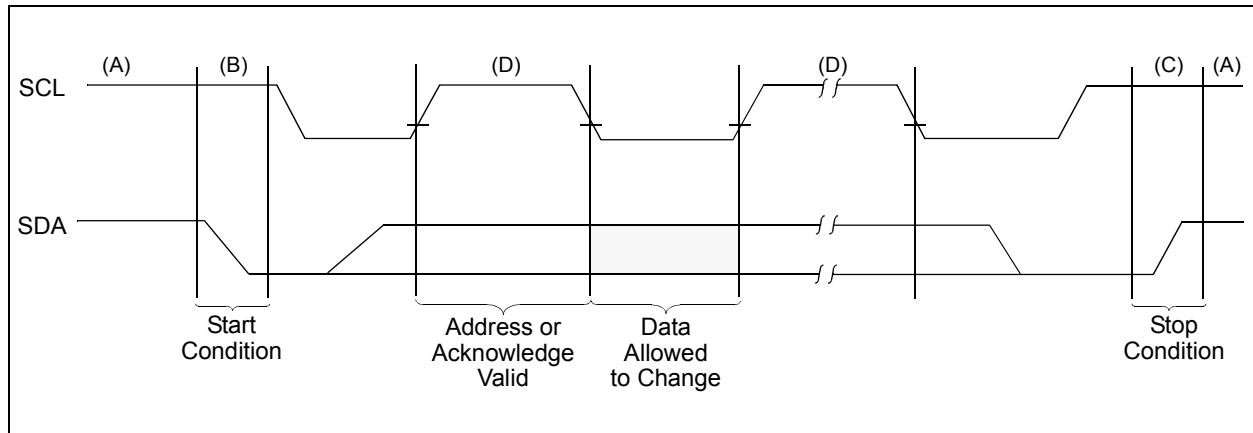 (A)
(B)
(D)
(D)
(C)
(A)
SCL
SDA
Start
Condition
Address or
Acknowledge
Valid
Data
Allowed
to Change
Stop
Condition